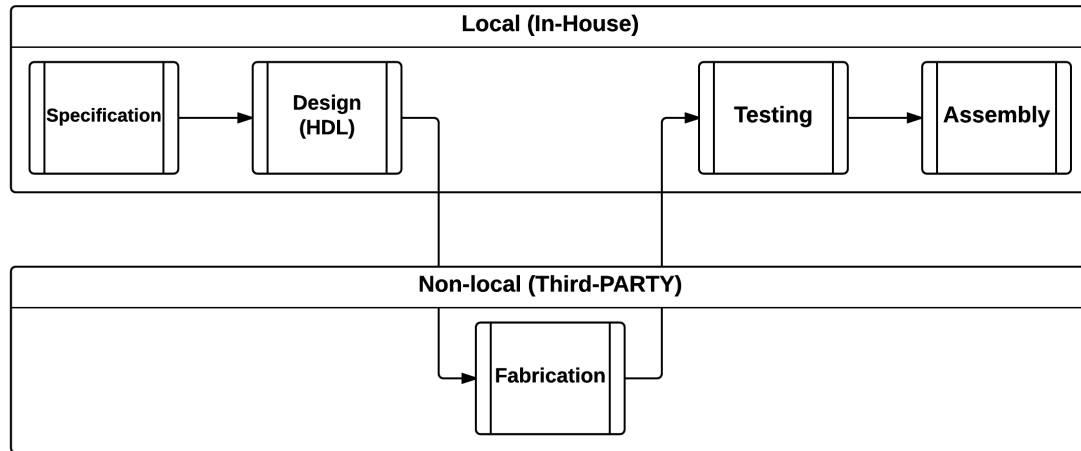 Local (In-House)
Specification
Design
(HDL)
Testing
Assembly
Non-local (Third-PARTY)
Fabrication